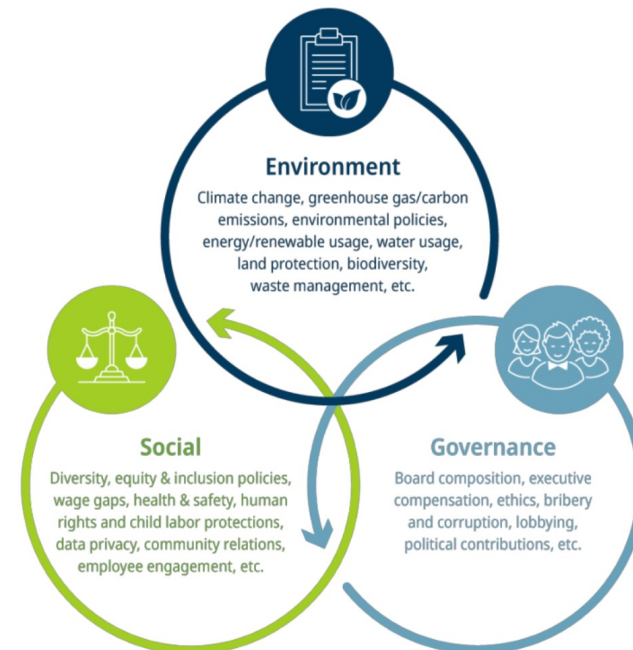 Environment
Climate change, greenhouse gas/carbon
emissions, environmental policies,
energy/renewable usage, water usage,
land protection, biodiversity,
waste management, etc.
Social
Diversity, equity & inclusion policies,
wage gaps, health & safety, human
rights and child labor protections,
data privacy, community relations,
employee engagement, etc.
Governance
Board composition, executive
compensation, ethics, bribery
and corruption, lobbying,
political contributions, etc.